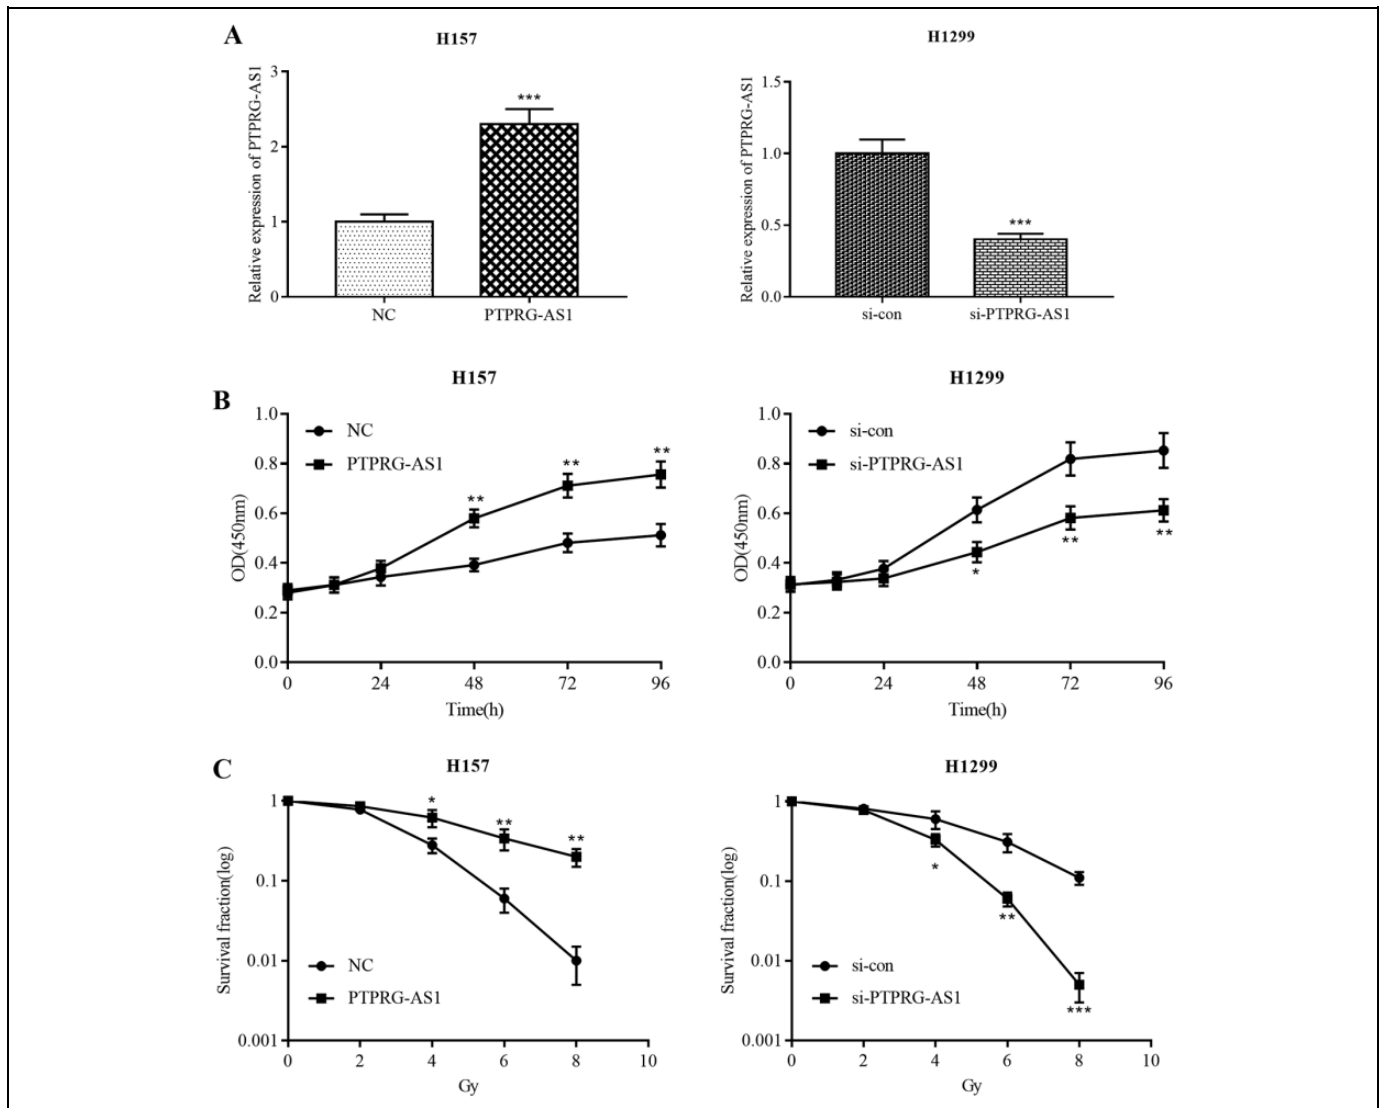 A
H157
Relative expression of PTPRG-AS1
3
2
1
0
***
NC
PTPRG-AS1
H1299
Relative expression of PTPRG-AS1
1.5
1.0
0.5
0.0
***
si-con
si-PTPRG-AS1
B
H157
OD(450nm)
1.0
0.8
0.6
0.4
0.2
0.0
NC
PTPRG-AS1
**
**
**
0 24 48 72 96
Time(h)
H1299
OD(450nm)
1.0
0.8
0.6
0.4
0.2
0.0
si-con
si-PTPRG-AS1
*
**
**
0 24 48 72 96
Time(h)
C
H157
Survival fraction(log)
1
0.1
0.01
0.001
*
**
**
NC
PTPRG-AS1
0 2 4 6 8 10
Gy
H1299
Survival fraction(log)
1
0.1
0.01
0.001
*
**
***
si-con
si-PTPRG-AS1
0 2 4 6 8 10
Gy